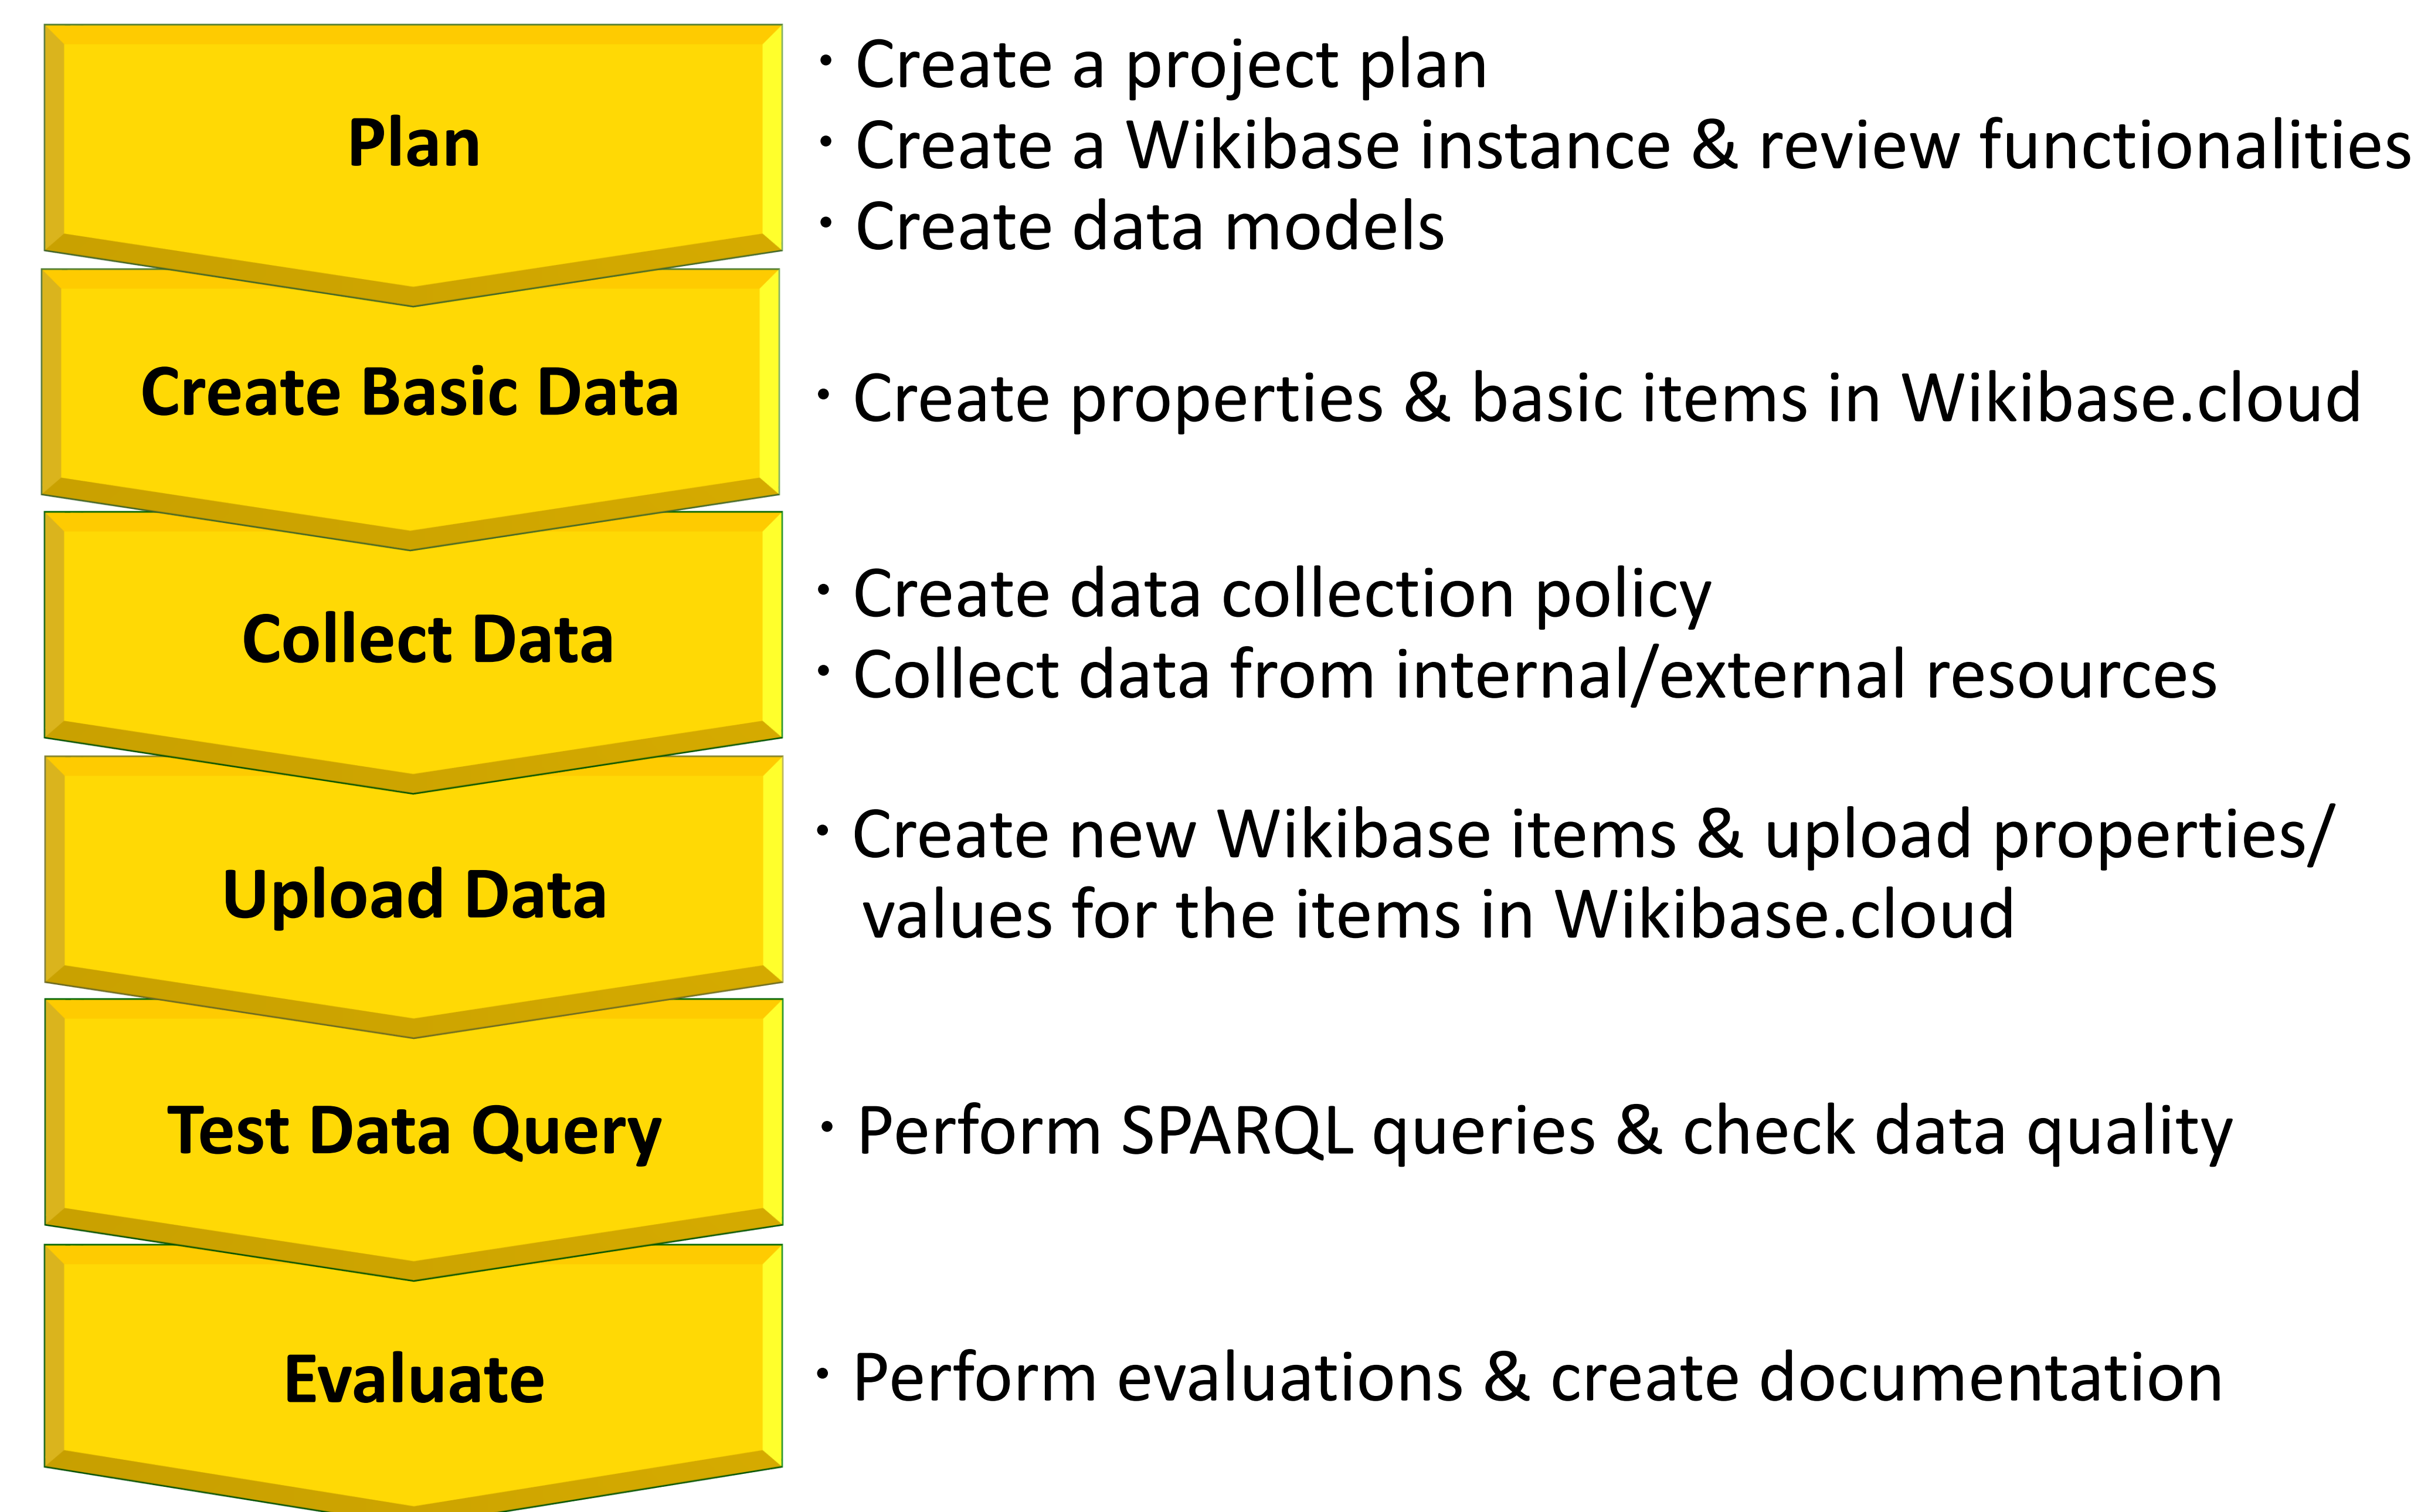 Plan
・Create a project plan
・Create a Wikibase instance & review functionalities
・Create data models
Create Basic Data
・Create properties & basic items in Wikibase.cloud
Collect Data
・Create data collection policy
・Collect data from internal/external resources
Upload Data
・Create new Wikibase items & upload properties/
values for the items in Wikibase.cloud
Test Data Query
・Perform SPARQL queries & check data quality
Evaluate
・Perform evaluations & create documentation